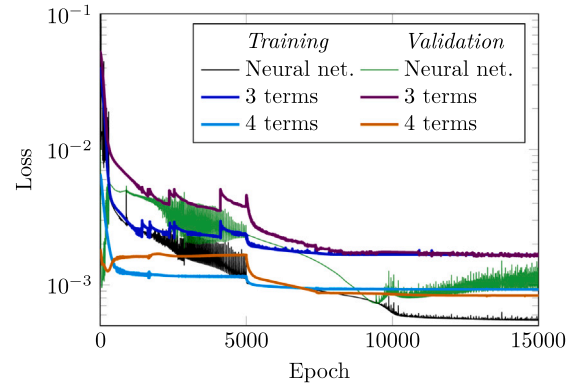 10⁻¹
Training Validation
Neural net. Neural net.
3 terms 3 terms
4 terms 4 terms
10⁻²
Loss
10⁻³
0 5000 10000 15000
Epoch